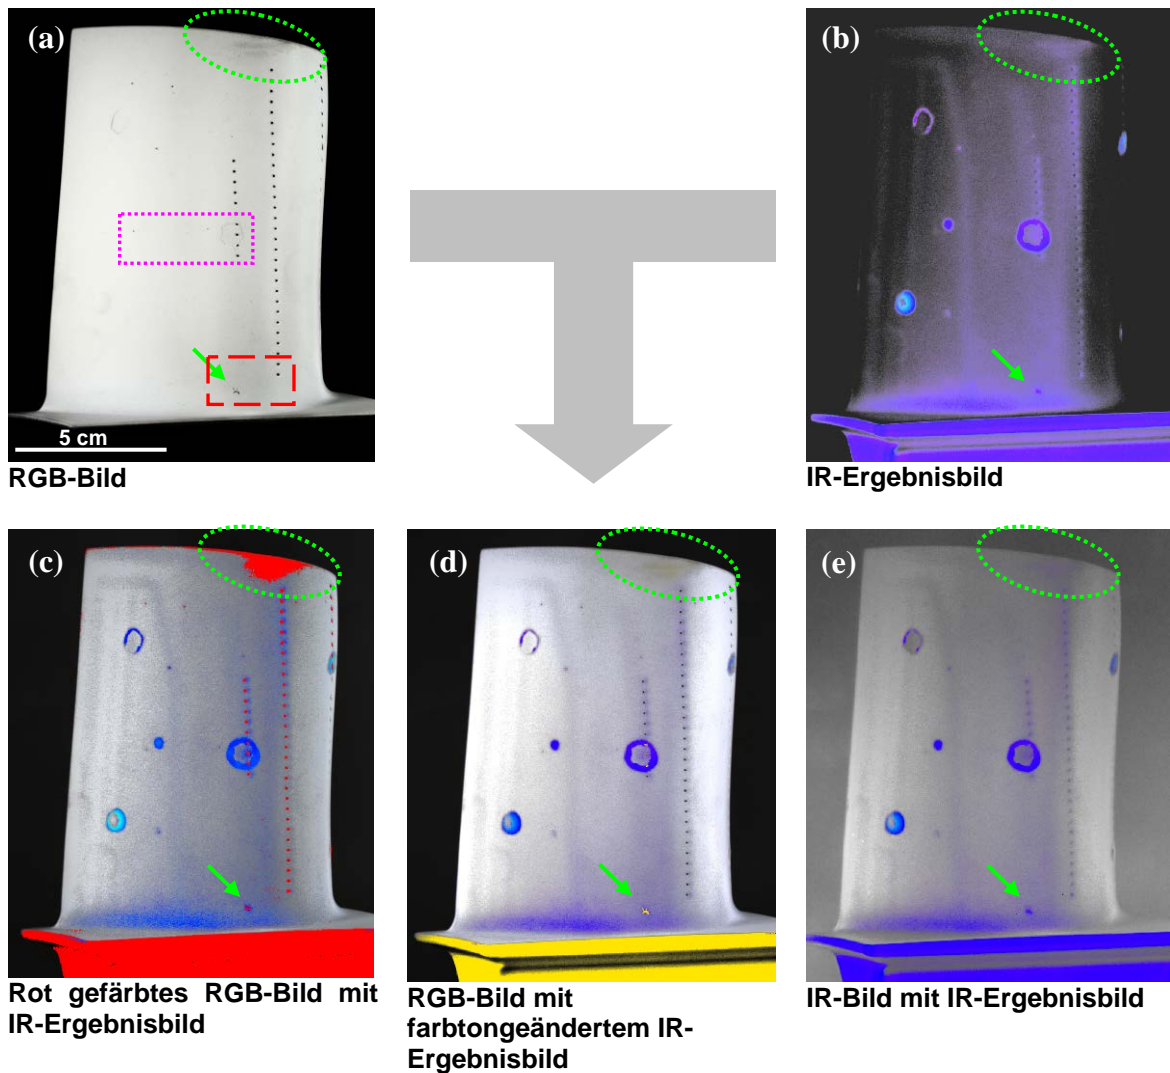 (a)
5 cm
RGB-Bild
(b)
IR-Ergebnisbild
(c)
Rot gefärbtes RGB-Bild mit
IR-Ergebnisbild
(d)
RGB-Bild mit
farbtongeändertem IR-
Ergebnisbild
(e)
IR-Bild mit IR-Ergebnisbild